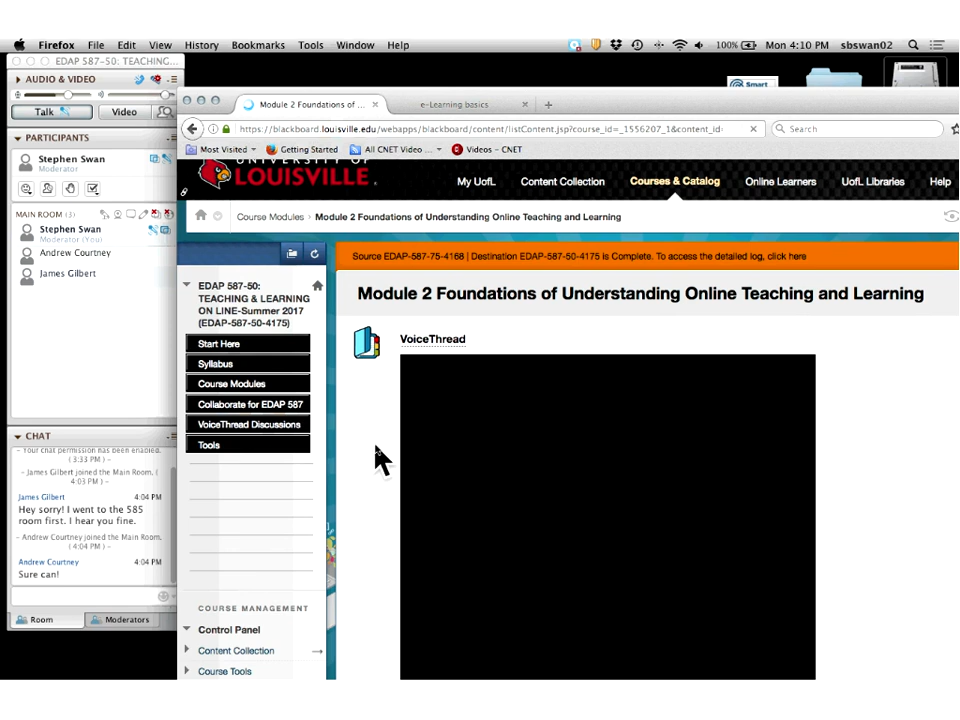 Firefox File Edit View History Bookmarks Tools Window Help 100% Mon 4:10 PM sbswan02
EDAP 587-50: TEACHING...
AUDIO & VIDEO
Talk Video
PARTICIPANTS
Stephen Swan
Moderator
MAIN ROOM (3)
Stephen Swan
Moderator (You)
Andrew Courtney
James Gilbert
CHAT
- Your chat permission has been enabled.
( 3:33 PM ) -
- James Gilbert joined the Main Room. (
4:03 PM ) -
James Gilbert 4:04 PM
Hey sorry! I went to the 585
room first. I hear you fine.
- Andrew Courtney joined the Main Room.
( 4:04 PM ) -
Andrew Courtney 4:04 PM
Sure can!
Room Moderators
Smart
Module 2 Foundations of ... × e-Learning basics × +
https://blackboard.louisville.edu/webapps/blackboard/content/listContent.jsp?course_id=_1556207_1&content_id= Search
Most Visited Getting Started All CNET Video ... Videos - CNET
UNIVERSITY OF
LOUISVILLE.
My UofL Content Collection Courses & Catalog Online Learners UofL Libraries Help
Course Modules › Module 2 Foundations of Understanding Online Teaching and Learning
Source EDAP-587-75-4168 | Destination EDAP-587-50-4175 is Complete. To access the detailed log, click here
EDAP 587-50:
TEACHING & LEARNING
ON LINE-Summer 2017
(EDAP-587-50-4175)
Start Here
Syllabus
Course Modules
Collaborate for EDAP 587
VoiceThread Discussions
Tools
COURSE MANAGEMENT
Control Panel
Content Collection
Course Tools
Module 2 Foundations of Understanding Online Teaching and Learning
VoiceThread